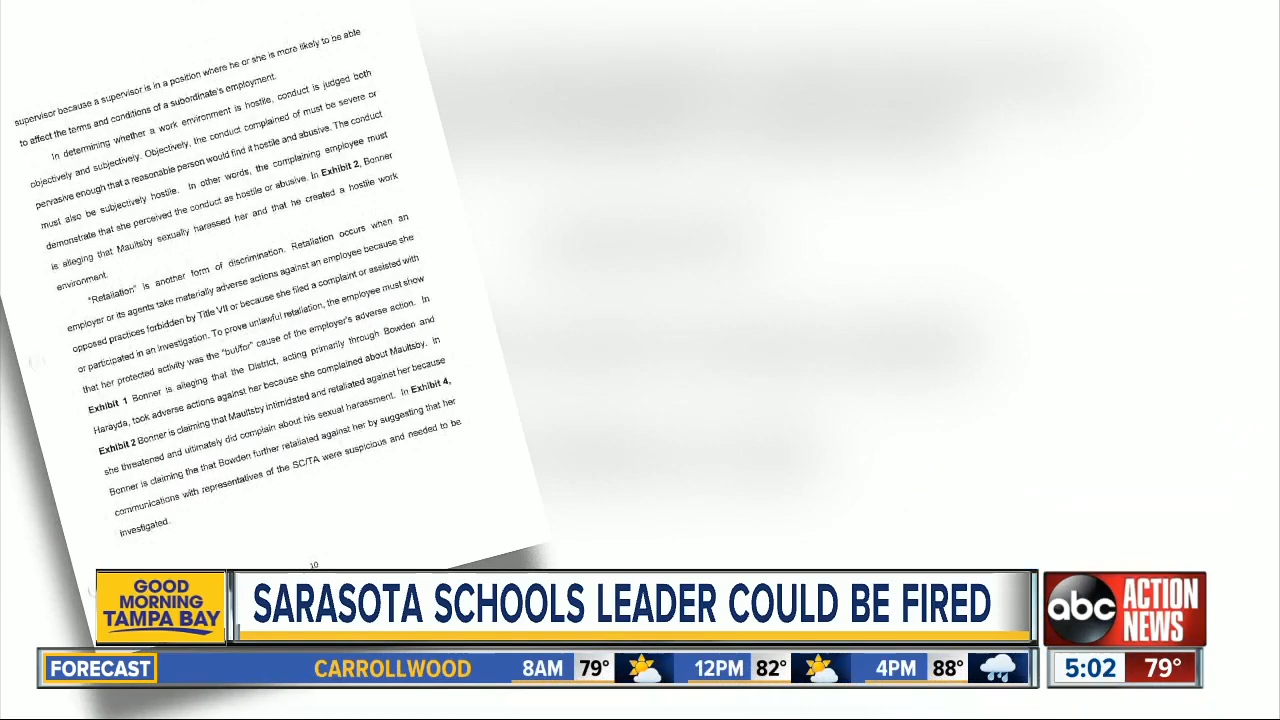 supervisor because a supervisor is in a position where he or she is more likely to be able
to affect the terms and conditions of a subordinate's employment.
In determining whether a work environment is hostile, conduct is judged both
objectively and subjectively. Objectively, the conduct complained of must be severe or
pervasive enough that a reasonable person would find it hostile and abusive. The conduct
must also be subjectively hostile. In other words, the complaining employee must
demonstrate that she perceived the conduct as hostile or abusive. In Exhibit 2, Bonner
is alleging that Maultsby sexually harassed her and that he created a hostile work
environment.
"Retaliation" is another form of discrimination. Retaliation occurs when an
employer or its agents take materially adverse actions against an employee because she
opposed practices forbidden by Title VII or because she filed a complaint or assisted with
or participated in an investigation. To prove unlawful retaliation, the employee must show
that her protected activity was the "but/for" cause of the employer's adverse action. In
Exhibit 1 Bonner is alleging that the District, acting primarily through Bowden and
Harayda, took adverse actions against her because she complained about Maultsby. In
Exhibit 2 Bonner is claiming that Maultsby intimidated and retaliated against her because
she threatened and ultimately did complain about his sexual harassment. In Exhibit 4,
Bonner is claiming the that Bowden further retaliated against her by suggesting that her
communications with representatives of the SC/TA were suspicious and needed to be
investigated.
10
GOOD
MORNING
TAMPA BAY
SARASOTA SCHOOLS LEADER COULD BE FIRED
abc ACTION
NEWS
FORECAST CARROLLWOOD 8AM 79° 12PM 82° 4PM 88°
5:02 79°